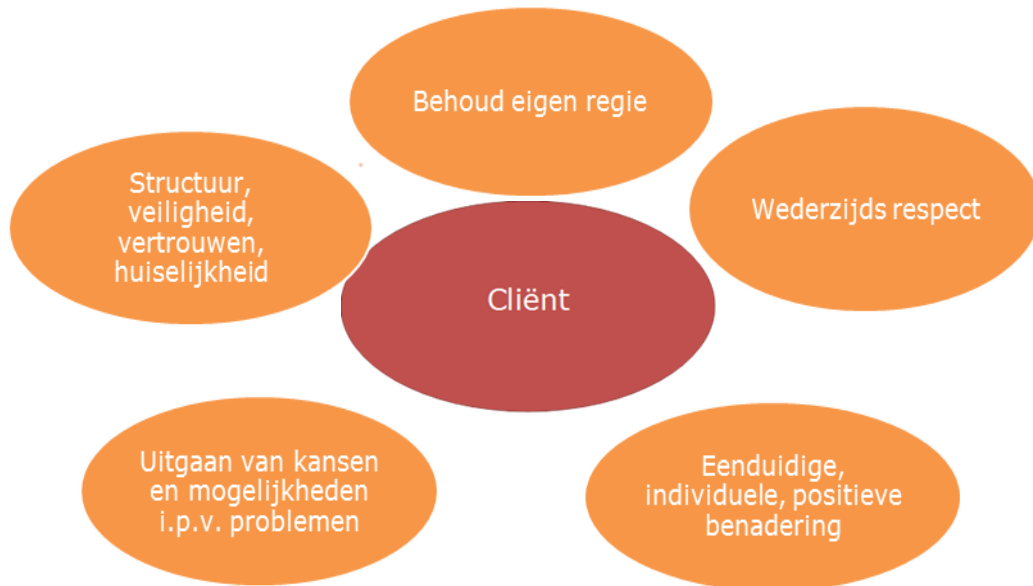 Behoud eigen regie
Structuur,
veiligheid,
vertrouwen,
huiselijkheid
Wederzijds respect
Cliënt
Uitgaan van kansen
en mogelijkheden
i.p.v. problemen
Eenduidige,
individuele, positieve
benadering